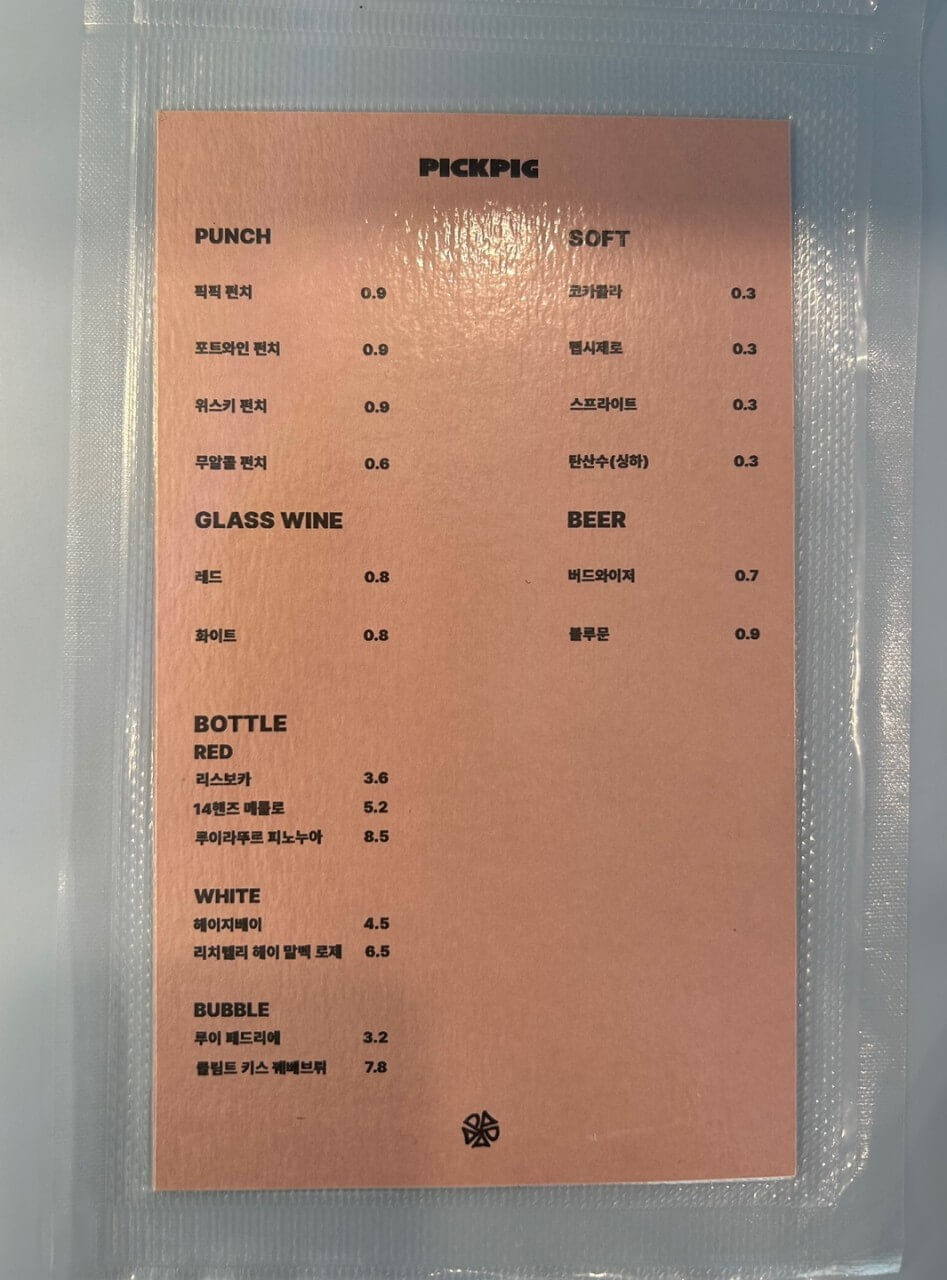 PICKPIG
PUNCH
픽픽 펀치 0.9
포트와인 펀치 0.9
위스키 펀치 0.9
무알콜 펀치 0.6
GLASS WINE
레드 0.8
화이트 0.8
SOFT
코카콜라 0.3
펩시제로 0.3
스프라이트 0.3
탄산수(싱하) 0.3
BEER
버드와이저 0.7
블루문 0.9
BOTTLE
RED
리스보카 3.6
14핸즈 메를로 5.2
루이라뚜르 피노누아 8.5
WHITE
헤이지베이 4.5
리치텔리 헤이 말벡 로제 6.5
BUBBLE
루이 페드리에 3.2
클림트 키스 뀌베브뤼 7.8